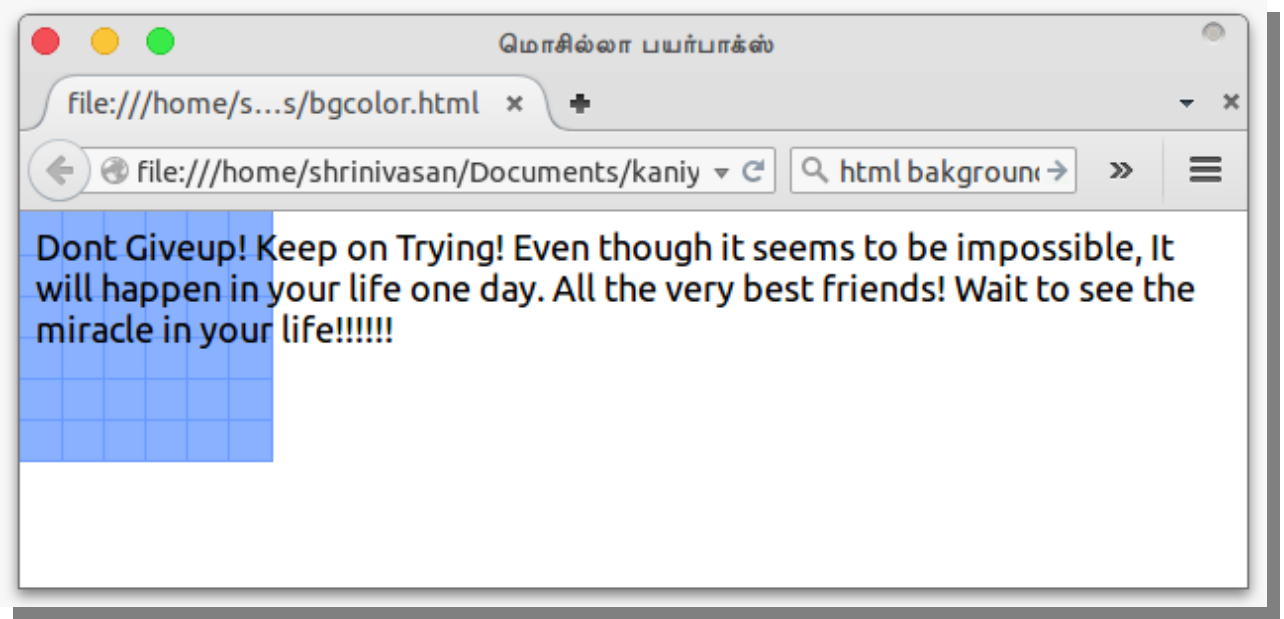 மொசில்லா பயர்பாக்ஸ்
file:///home/s...s/bgcolor.html
file:///home/shrinivasan/Documents/kaniy
html bakgroun
Dont Giveup! Keep on Trying! Even though it seems to be impossible, It
will happen in your life one day. All the very best friends! Wait to see the
miracle in your life!!!!!!